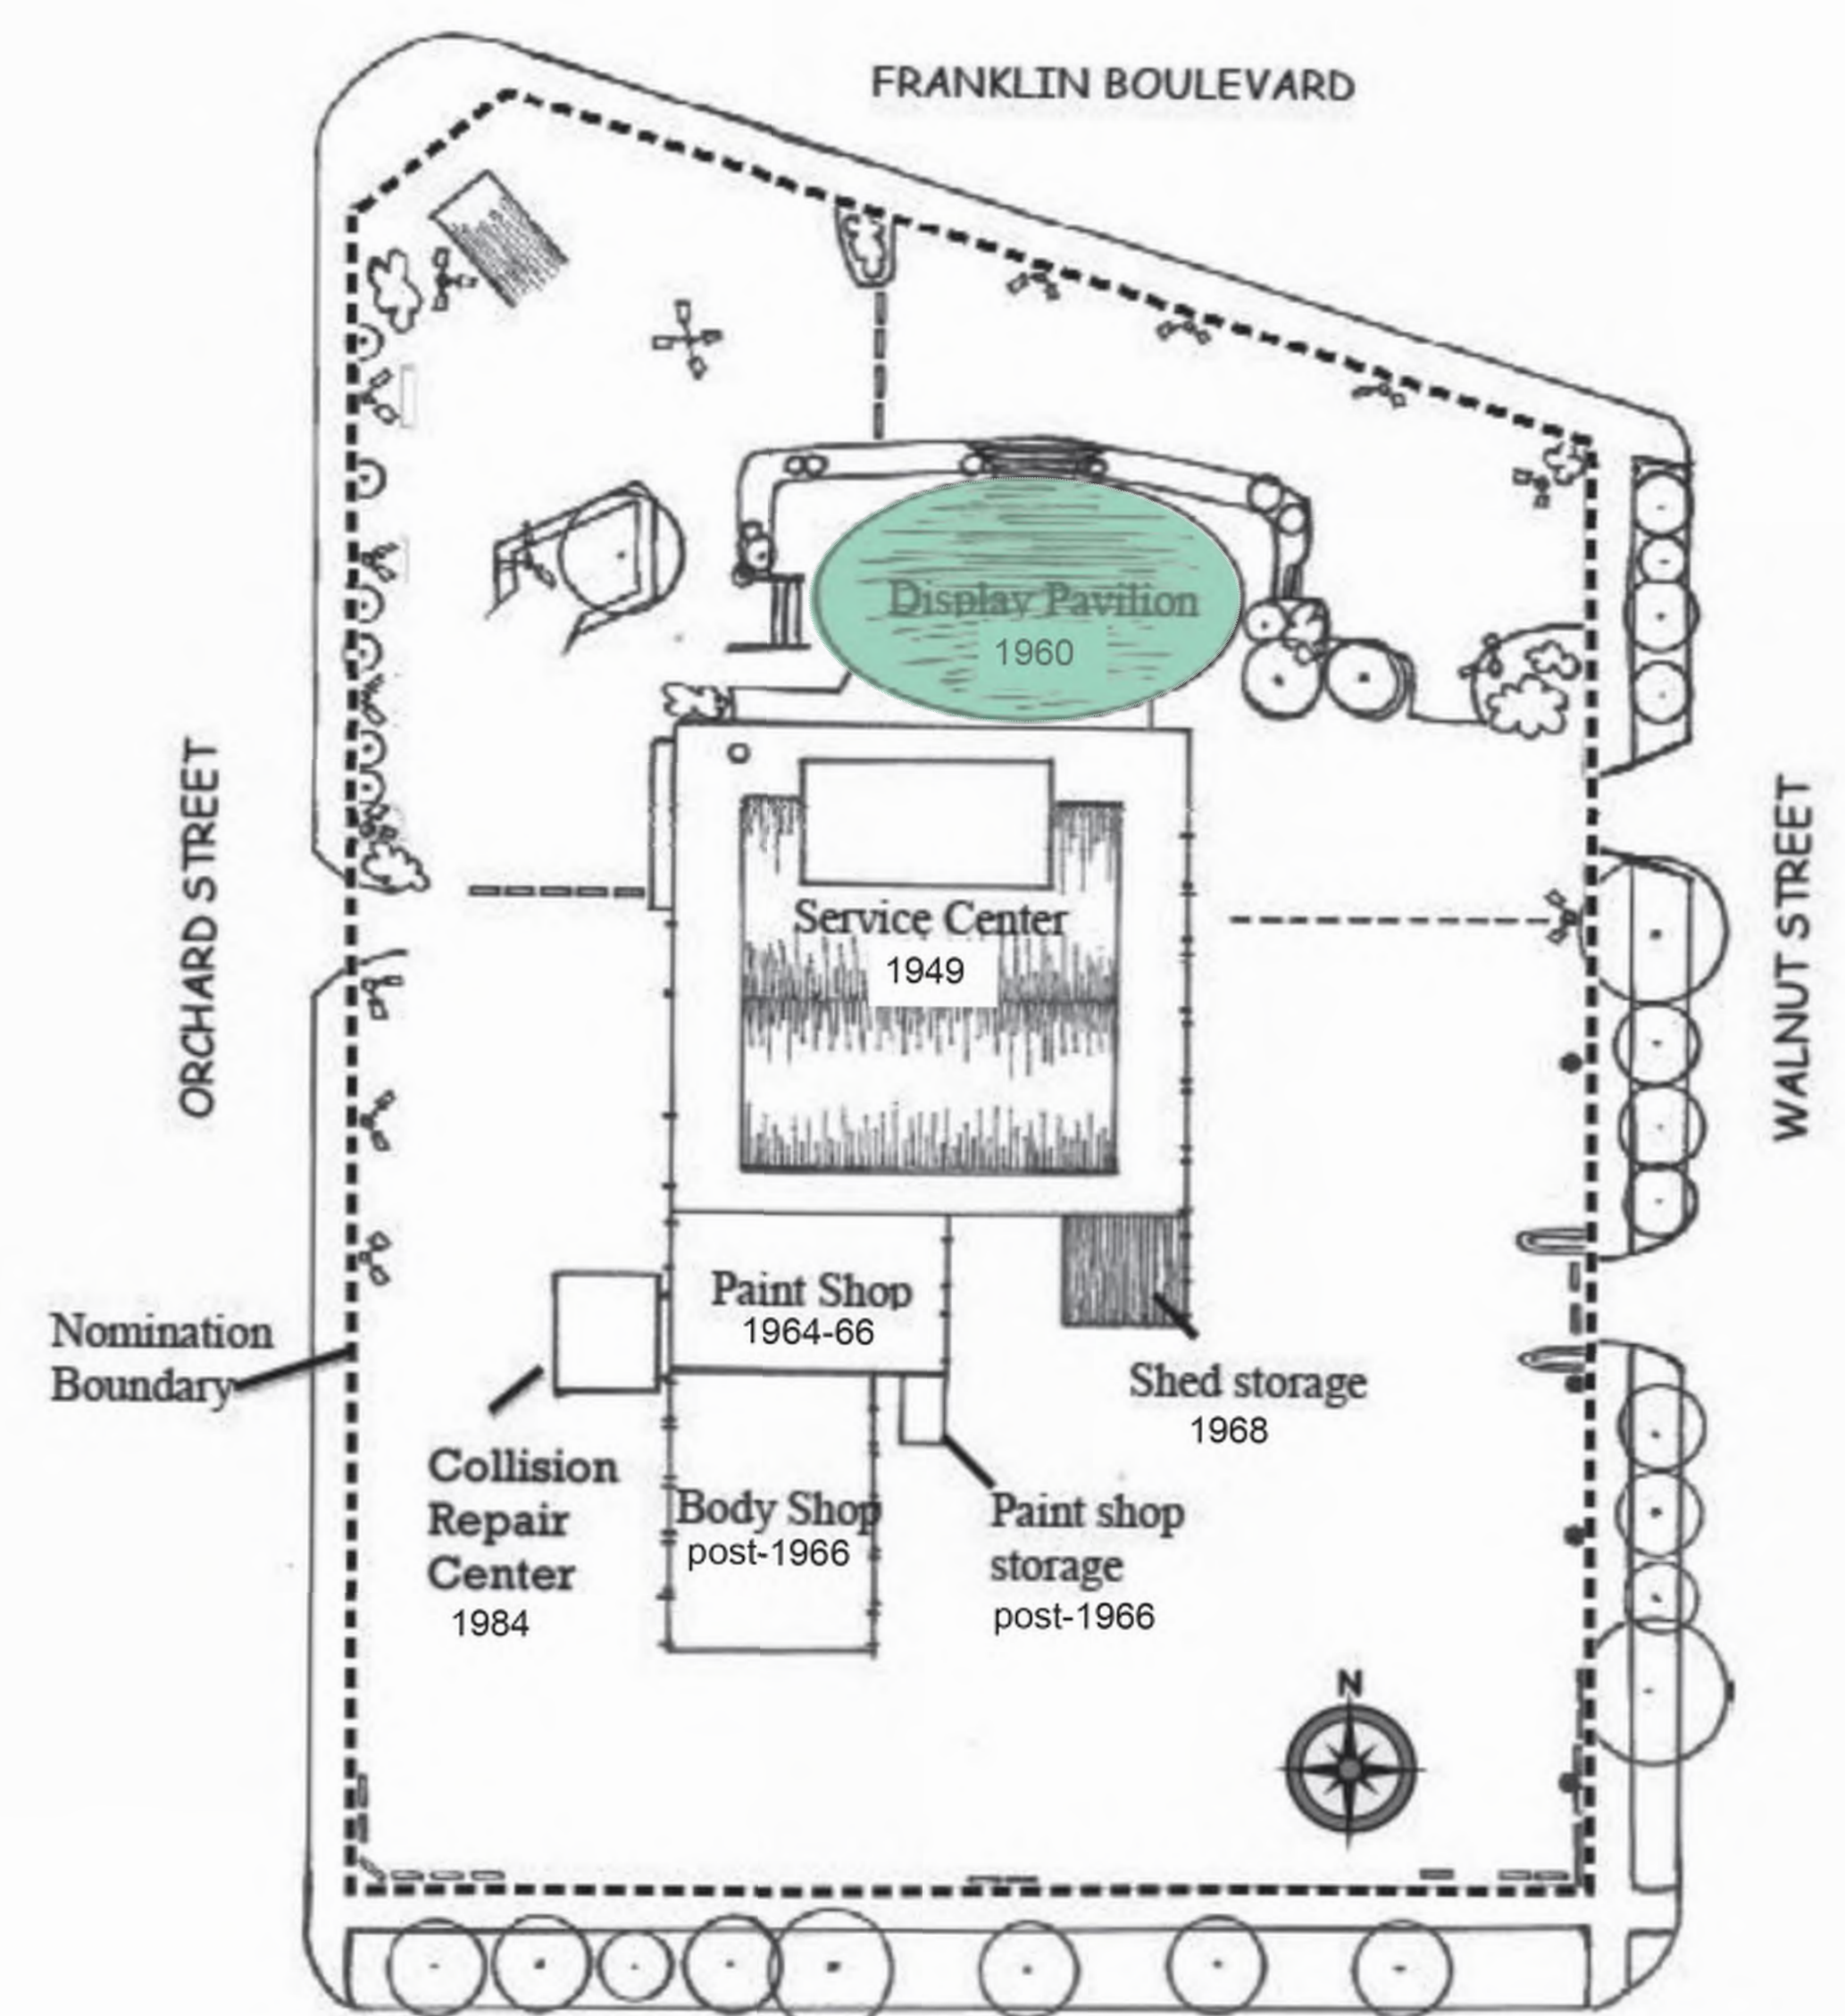 FRANKLIN BOULEVARD
Display Pavilion
1960
ORCHARD STREET
WALNUT STREET
Service Center
1949
Paint Shop
1964-66
Nomination
Boundary
Shed storage
1968
Collision
Repair
Center
1984
Body Shop
post-1966
Paint shop
storage
post-1966
N